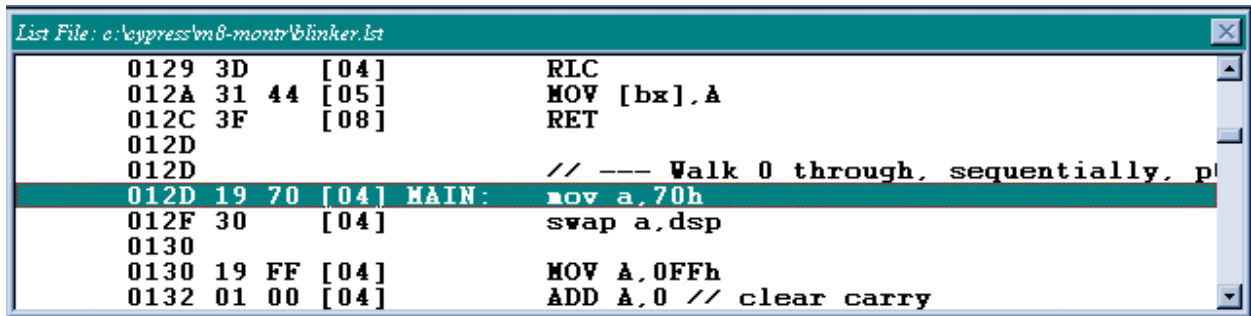 List File: c:\cypress\m8-montr\blinker.lst
0129 3D [04] RLC
012A 31 44 [05] MOV [bx],A
012C 3F [08] RET
012D
012D // --- Walk 0 through, sequentially,
012D 19 70 [04] MAIN: mov a,70h
012F 30 [04] swap a,dsp
0130
0130 19 FF [04] MOV A,0FFh
0132 01 00 [04] ADD A,0 // clear carry